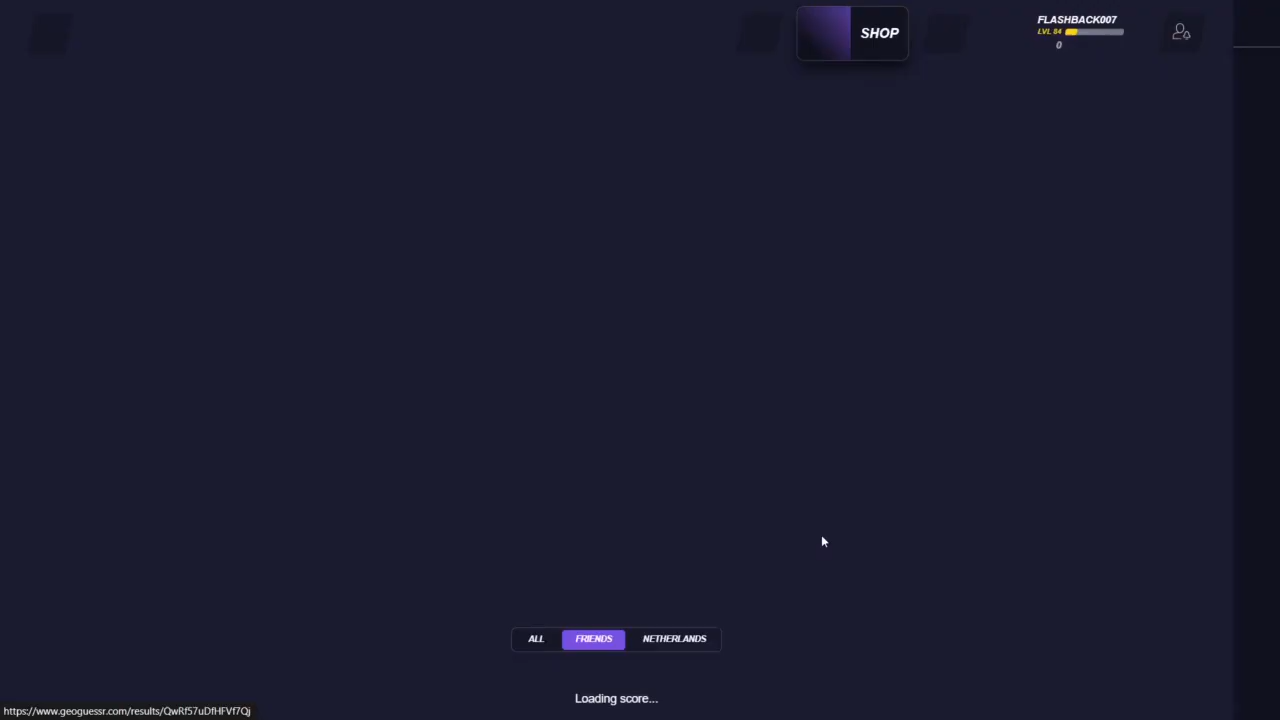 SHOP
FLASHBACK007
LVL 84
0
ALL
FRIENDS
NETHERLANDS
Loading score...
https://www.geoguessr.com/results/QwRf57uDfHFVf7Qj